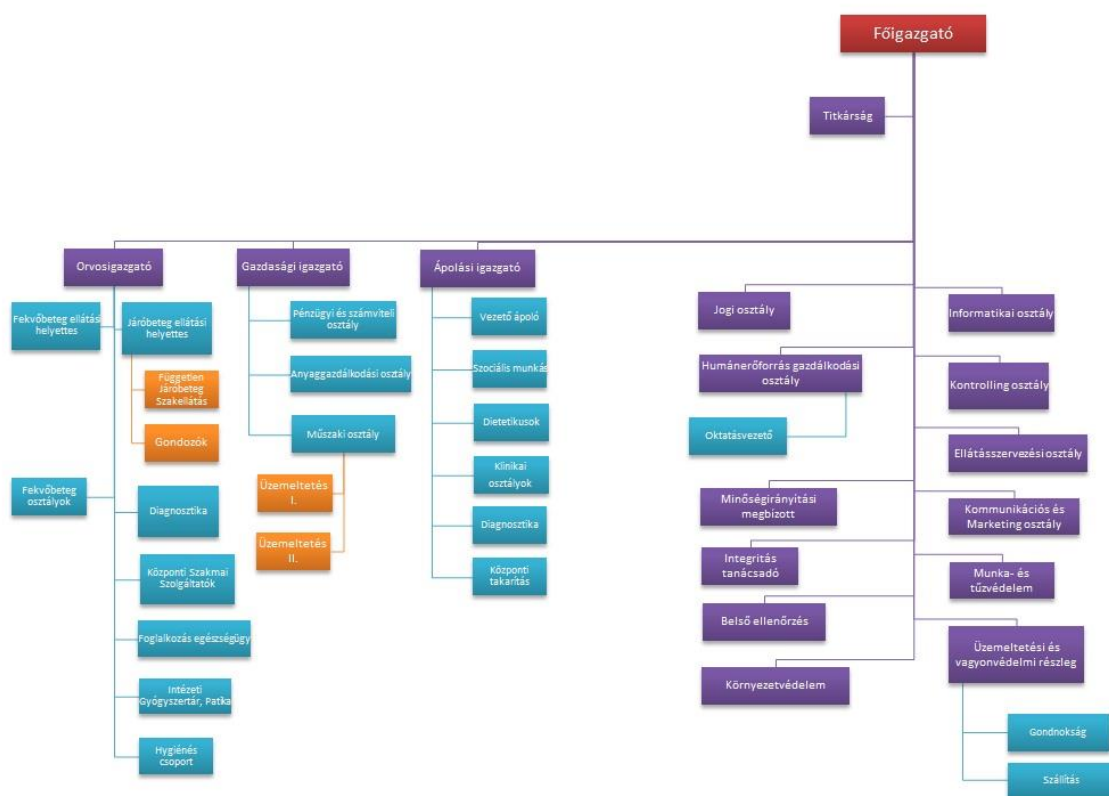 Főigazgató
Titkárság
Orvosigazgató
Gazdasági igazgató
Ápolási igazgató
Fekvőbeteg ellátási
helyettes
Járóbeteg ellátási
helyettes
Független
Járóbeteg
Szakellátás
Gondozók
Fekvőbeteg
osztályok
Diagnosztika
Központi Szakmai
Szolgáltatók
Foglalkozás egészségügy
Intézeti
Gyógyszertár, Patika
Hygiénés
csoport
Pénzügyi és számviteli
osztály
Anyaggazdálkodási osztály
Műszaki osztály
Üzemeltetés
I.
Üzemeltetés
II.
Vezető ápoló
Szociális munkás
Dietetikusok
Klinikai
osztályok
Diagnosztika
Központi
takarítás
Jogi osztály
Humánerőforrás gazdálkodási
osztály
Oktatásvezető
Minőségirányítási
megbízott
Integritás
tanácsadó
Belső ellenőrzés
Környezetvédelem
Informatikai osztály
Kontrolling osztály
Ellátásszervezési osztály
Kommunikációs és
Marketing osztály
Munka- és
tűzvédelem
Üzemeltetési és
vagyonvédelmi részleg
Gondnokság
Szállítás